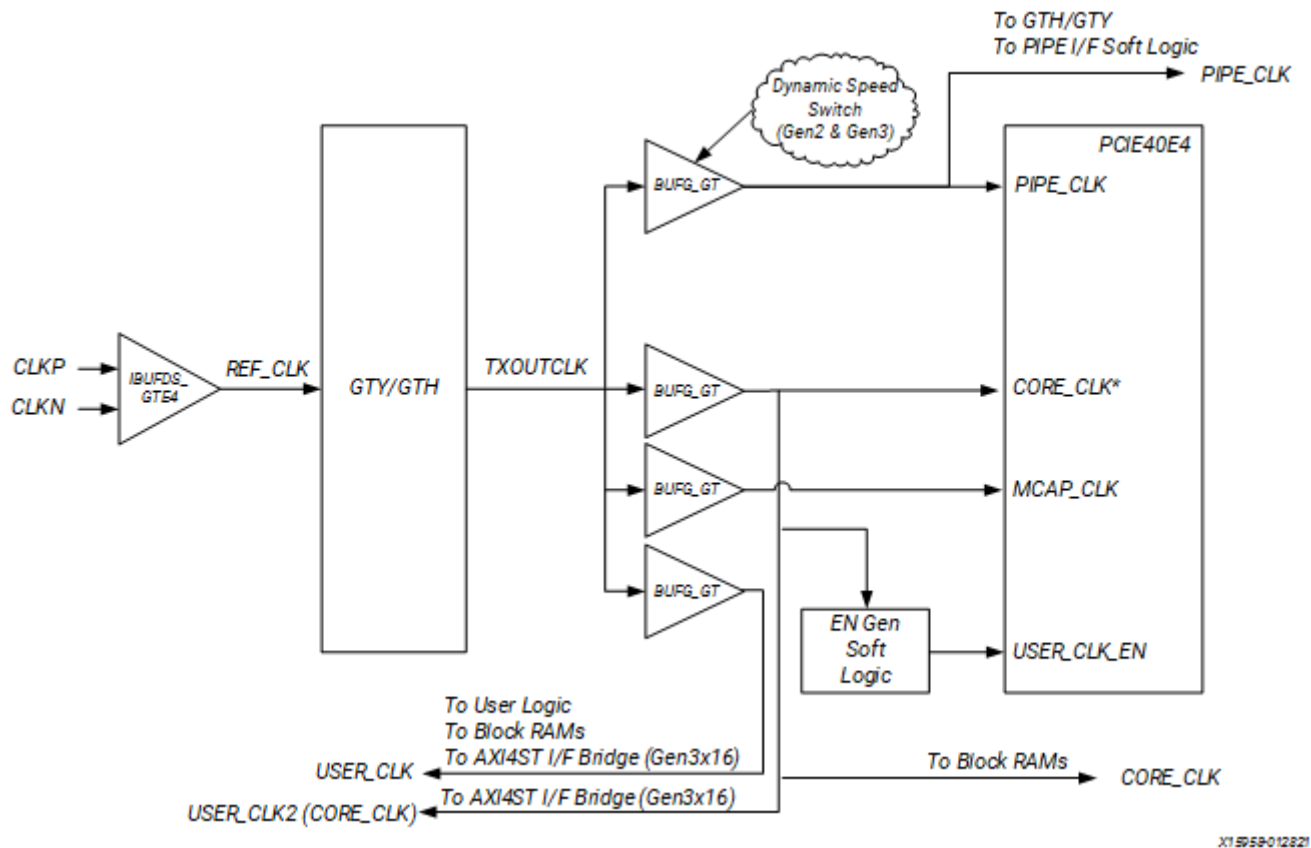 To GTH/GTY
To PIPE I/F Soft Logic
PIPE_CLK
Dynamic Speed
Switch
(Gen2 & Gen3)
PCIE40E4
BUFG_GT
PIPE_CLK
CLKP
CLKN
IBUFDS_
GTE4
REF_CLK
GTY/GTH
TXOUTCLK
BUFG_GT
CORE_CLK*
BUFG_GT
MCAP_CLK
BUFG_GT
EN Gen
Soft
Logic
USER_CLK_EN
To User Logic
To Block RAMs
To AXI4ST I/F Bridge (Gen3x16)
USER_CLK
To AXI4ST I/F Bridge (Gen3x16)
USER_CLK2 (CORE_CLK)
To Block RAMs
CORE_CLK
X15959-012821